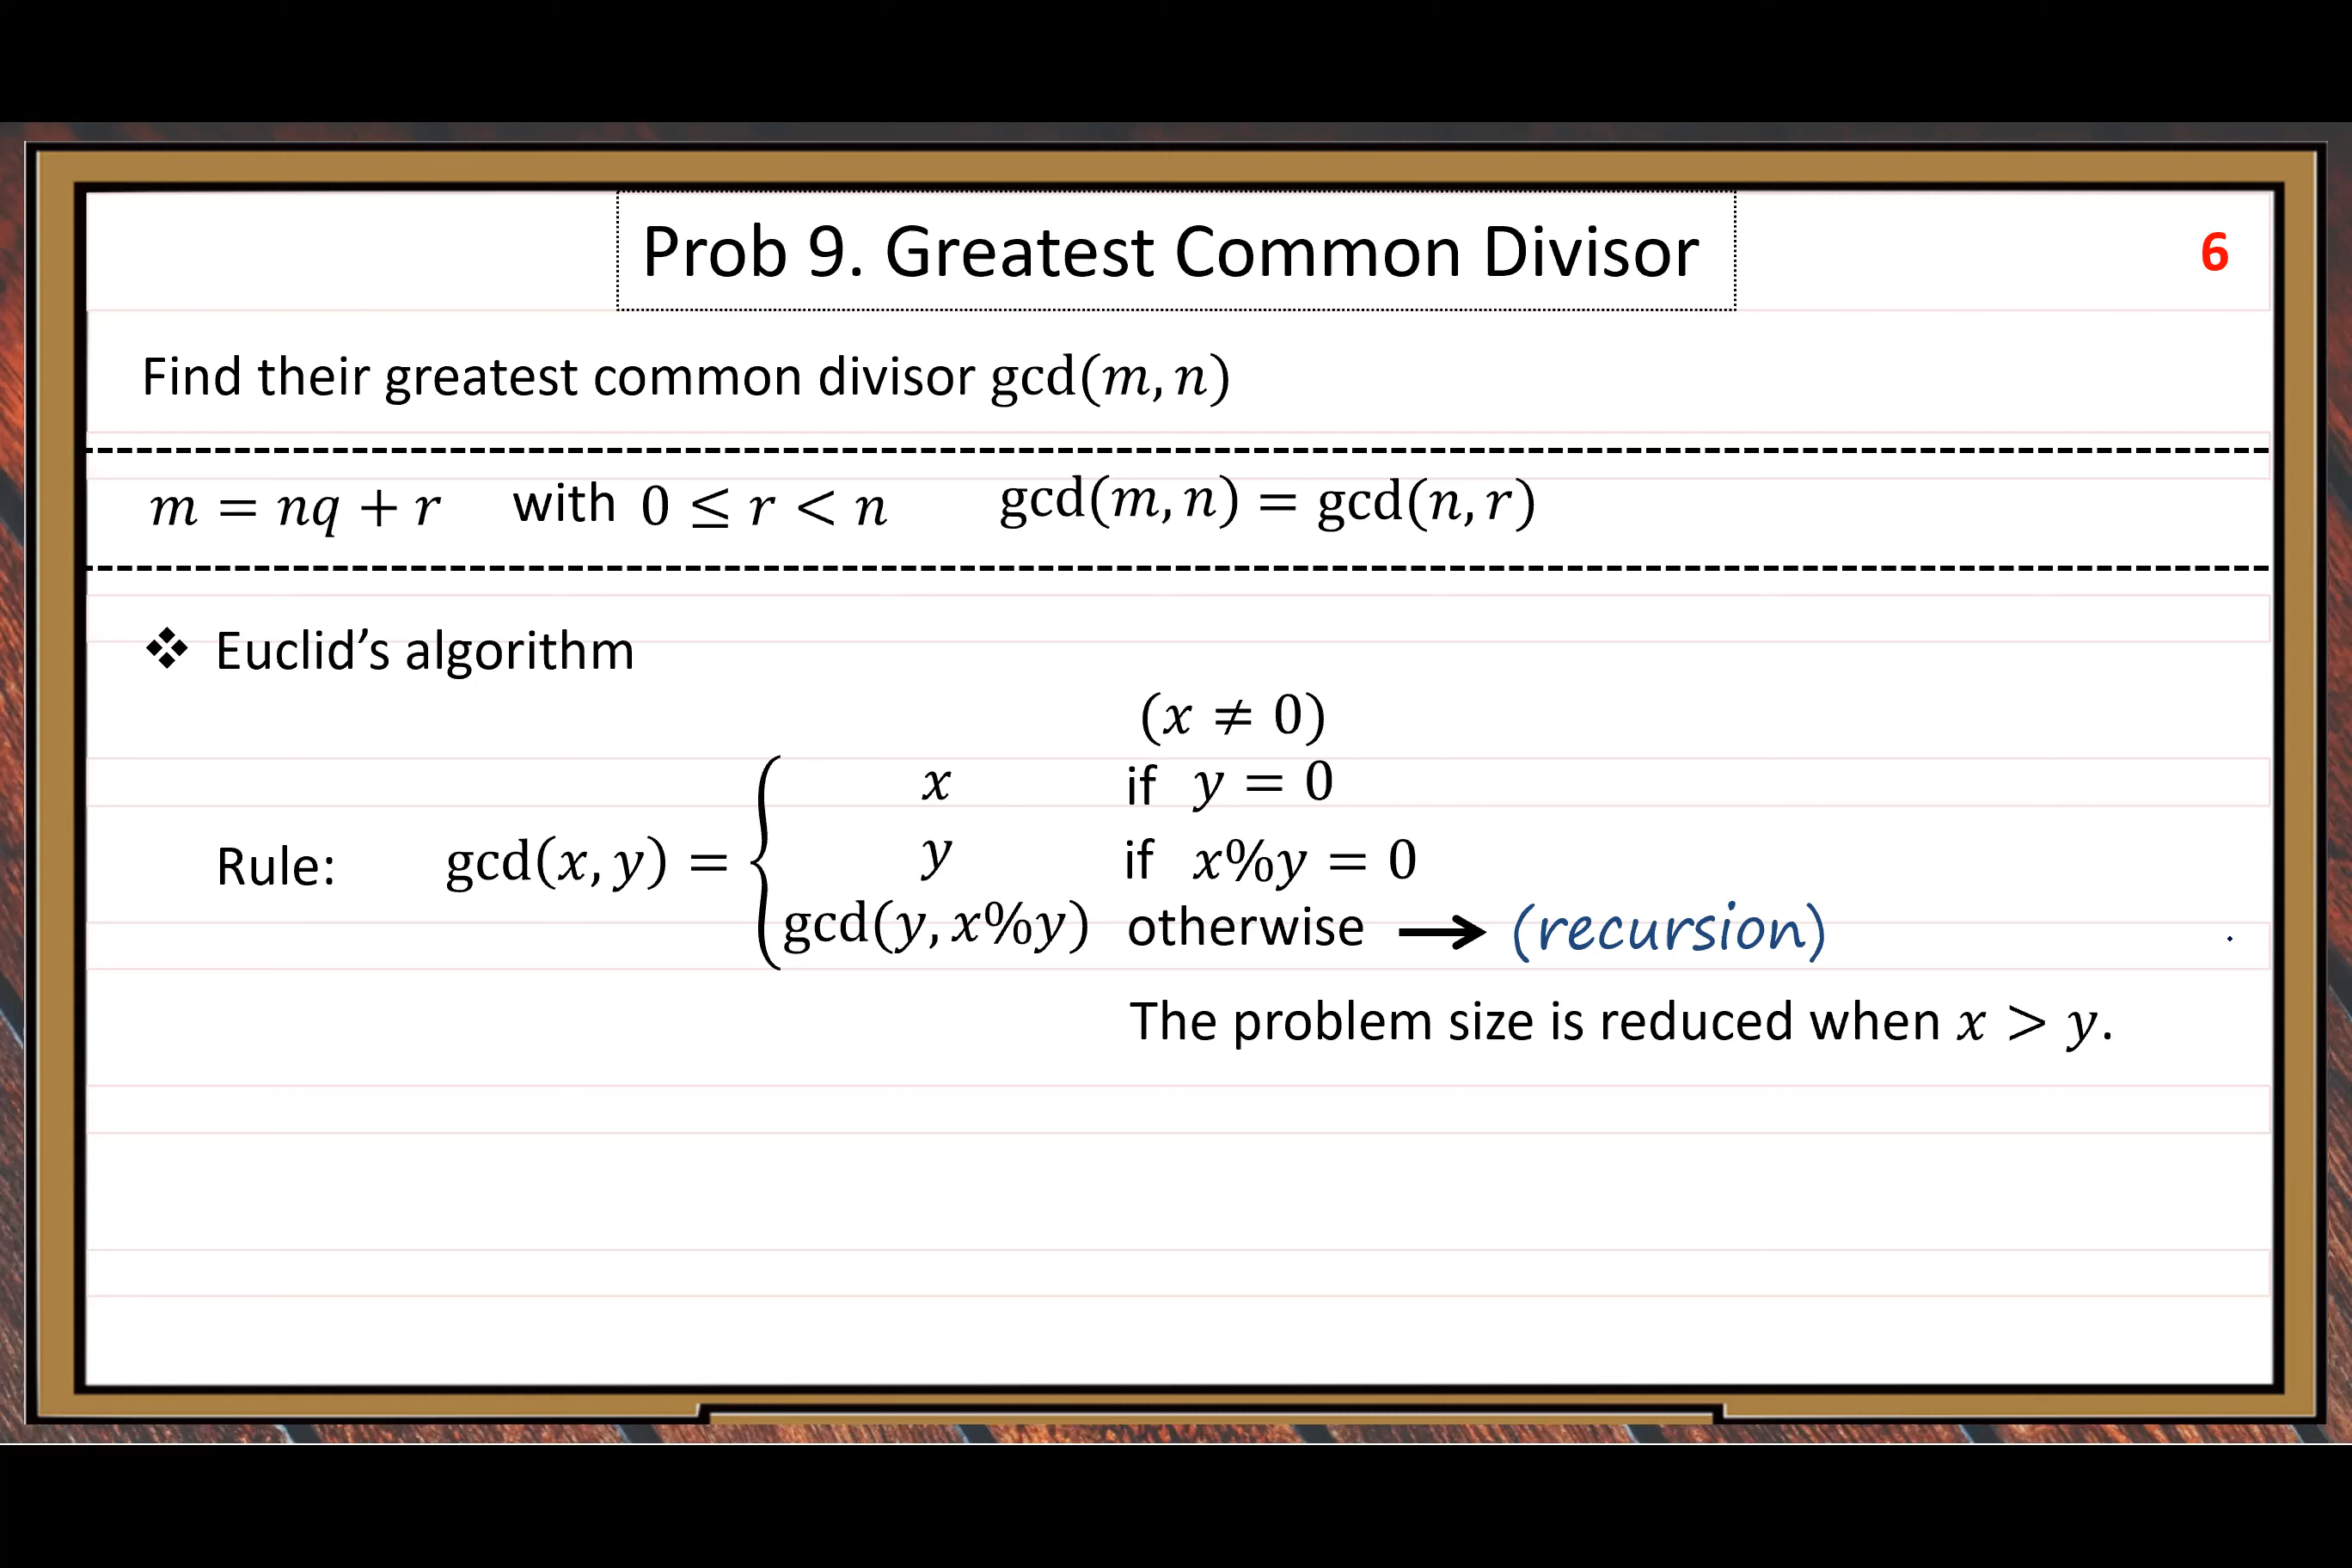 Prob 9. Greatest Common Divisor
6
Find their greatest common divisor gcd(m, n)
m = nq + r with 0 ≤ r < n gcd(m, n) = gcd(n, r)
❖ Euclid’s algorithm
(x ≠ 0)
x if y = 0
Rule: gcd(x, y) = { y if x%y = 0
gcd(y, x%y) otherwise → (recursion)
The problem size is reduced when x > y.